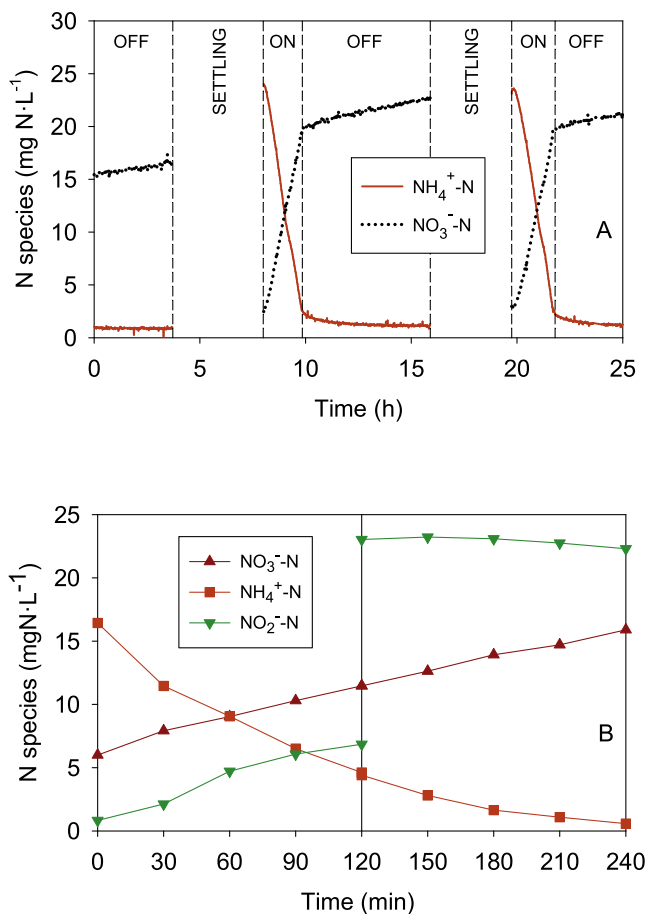 N species (mg N·L⁻¹)
30
25
20
15
10
5
0
OFF
SETTLING
ON
OFF
SETTLING
ON
OFF
NH₄⁺-N
NO₃⁻-N
A
0 5 10 15 20 25
Time (h)
N species (mgN·L⁻¹)
25
20
15
10
5
0
NO₃⁻-N
NH₄⁺-N
NO₂⁻-N
B
0 30 60 90 120 150 180 210 240
Time (min)